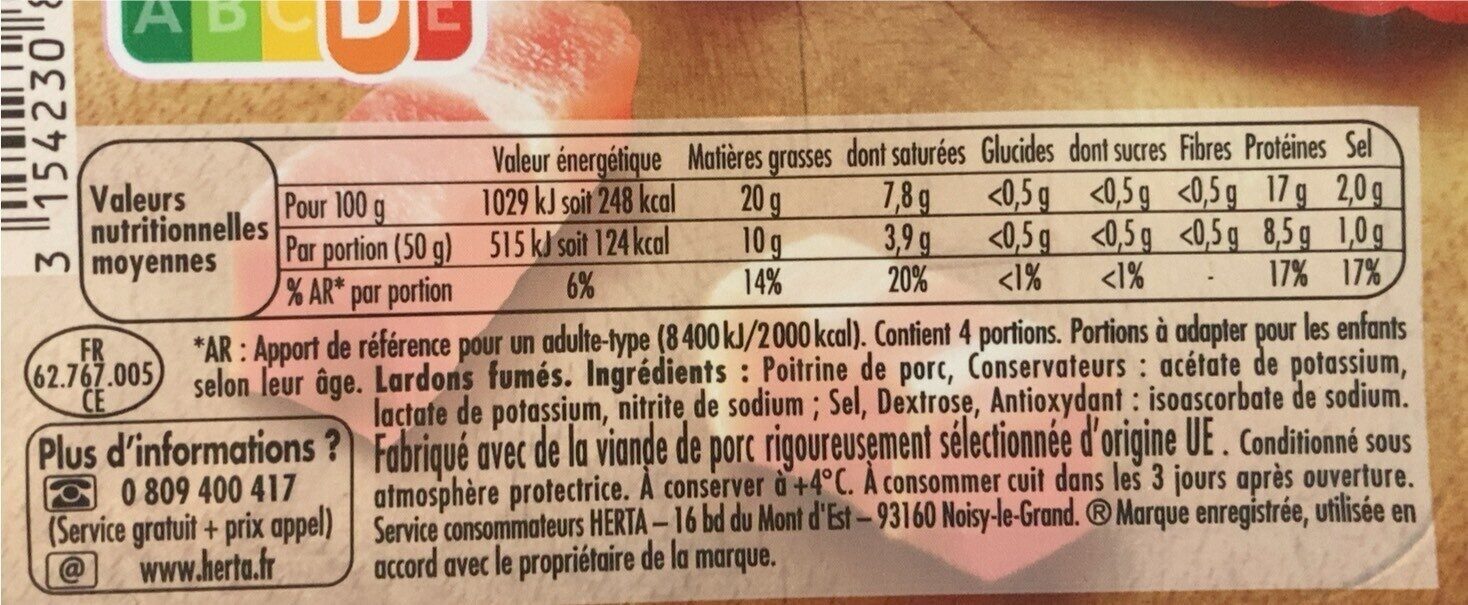 A B C D E
3 1542308
Valeur énergétique Matières grasses dont saturées Glucides dont sucres Fibres Protéines Sel
Valeurs nutritionnelles moyennes
Pour 100 g 1029 kJ soit 248 kcal 20 g 7,8 g <0,5 g <0,5 g <0,5 g 17 g 2,0 g
Par portion (50 g) 515 kJ soit 124 kcal 10 g 3,9 g <0,5 g <0,5 g <0,5 g 8,5 g 1,0 g
% AR* par portion 6% 14% 20% <1% <1% - 17% 17%
FR
62.767.005
CE
*AR : Apport de référence pour un adulte-type (8 400 kJ/2 000 kcal). Contient 4 portions. Portions à adapter pour les enfants
selon leur âge. Lardons fumés. Ingrédients : Poitrine de porc, Conservateurs : acétate de potassium,
lactate de potassium, nitrite de sodium ; Sel, Dextrose, Antioxydant : isoascorbate de sodium.
Fabriqué avec de la viande de porc rigoureusement sélectionnée d'origine UE . Conditionné sous
atmosphère protectrice. À conserver à +4°C. À consommer cuit dans les 3 jours après ouverture.
Service consommateurs HERTA – 16 bd du Mont d'Est – 93160 Noisy-le-Grand. ® Marque enregistrée, utilisée en
accord avec le propriétaire de la marque.
Plus d'informations ?
0 809 400 417
(Service gratuit + prix appel)
@ www.herta.fr